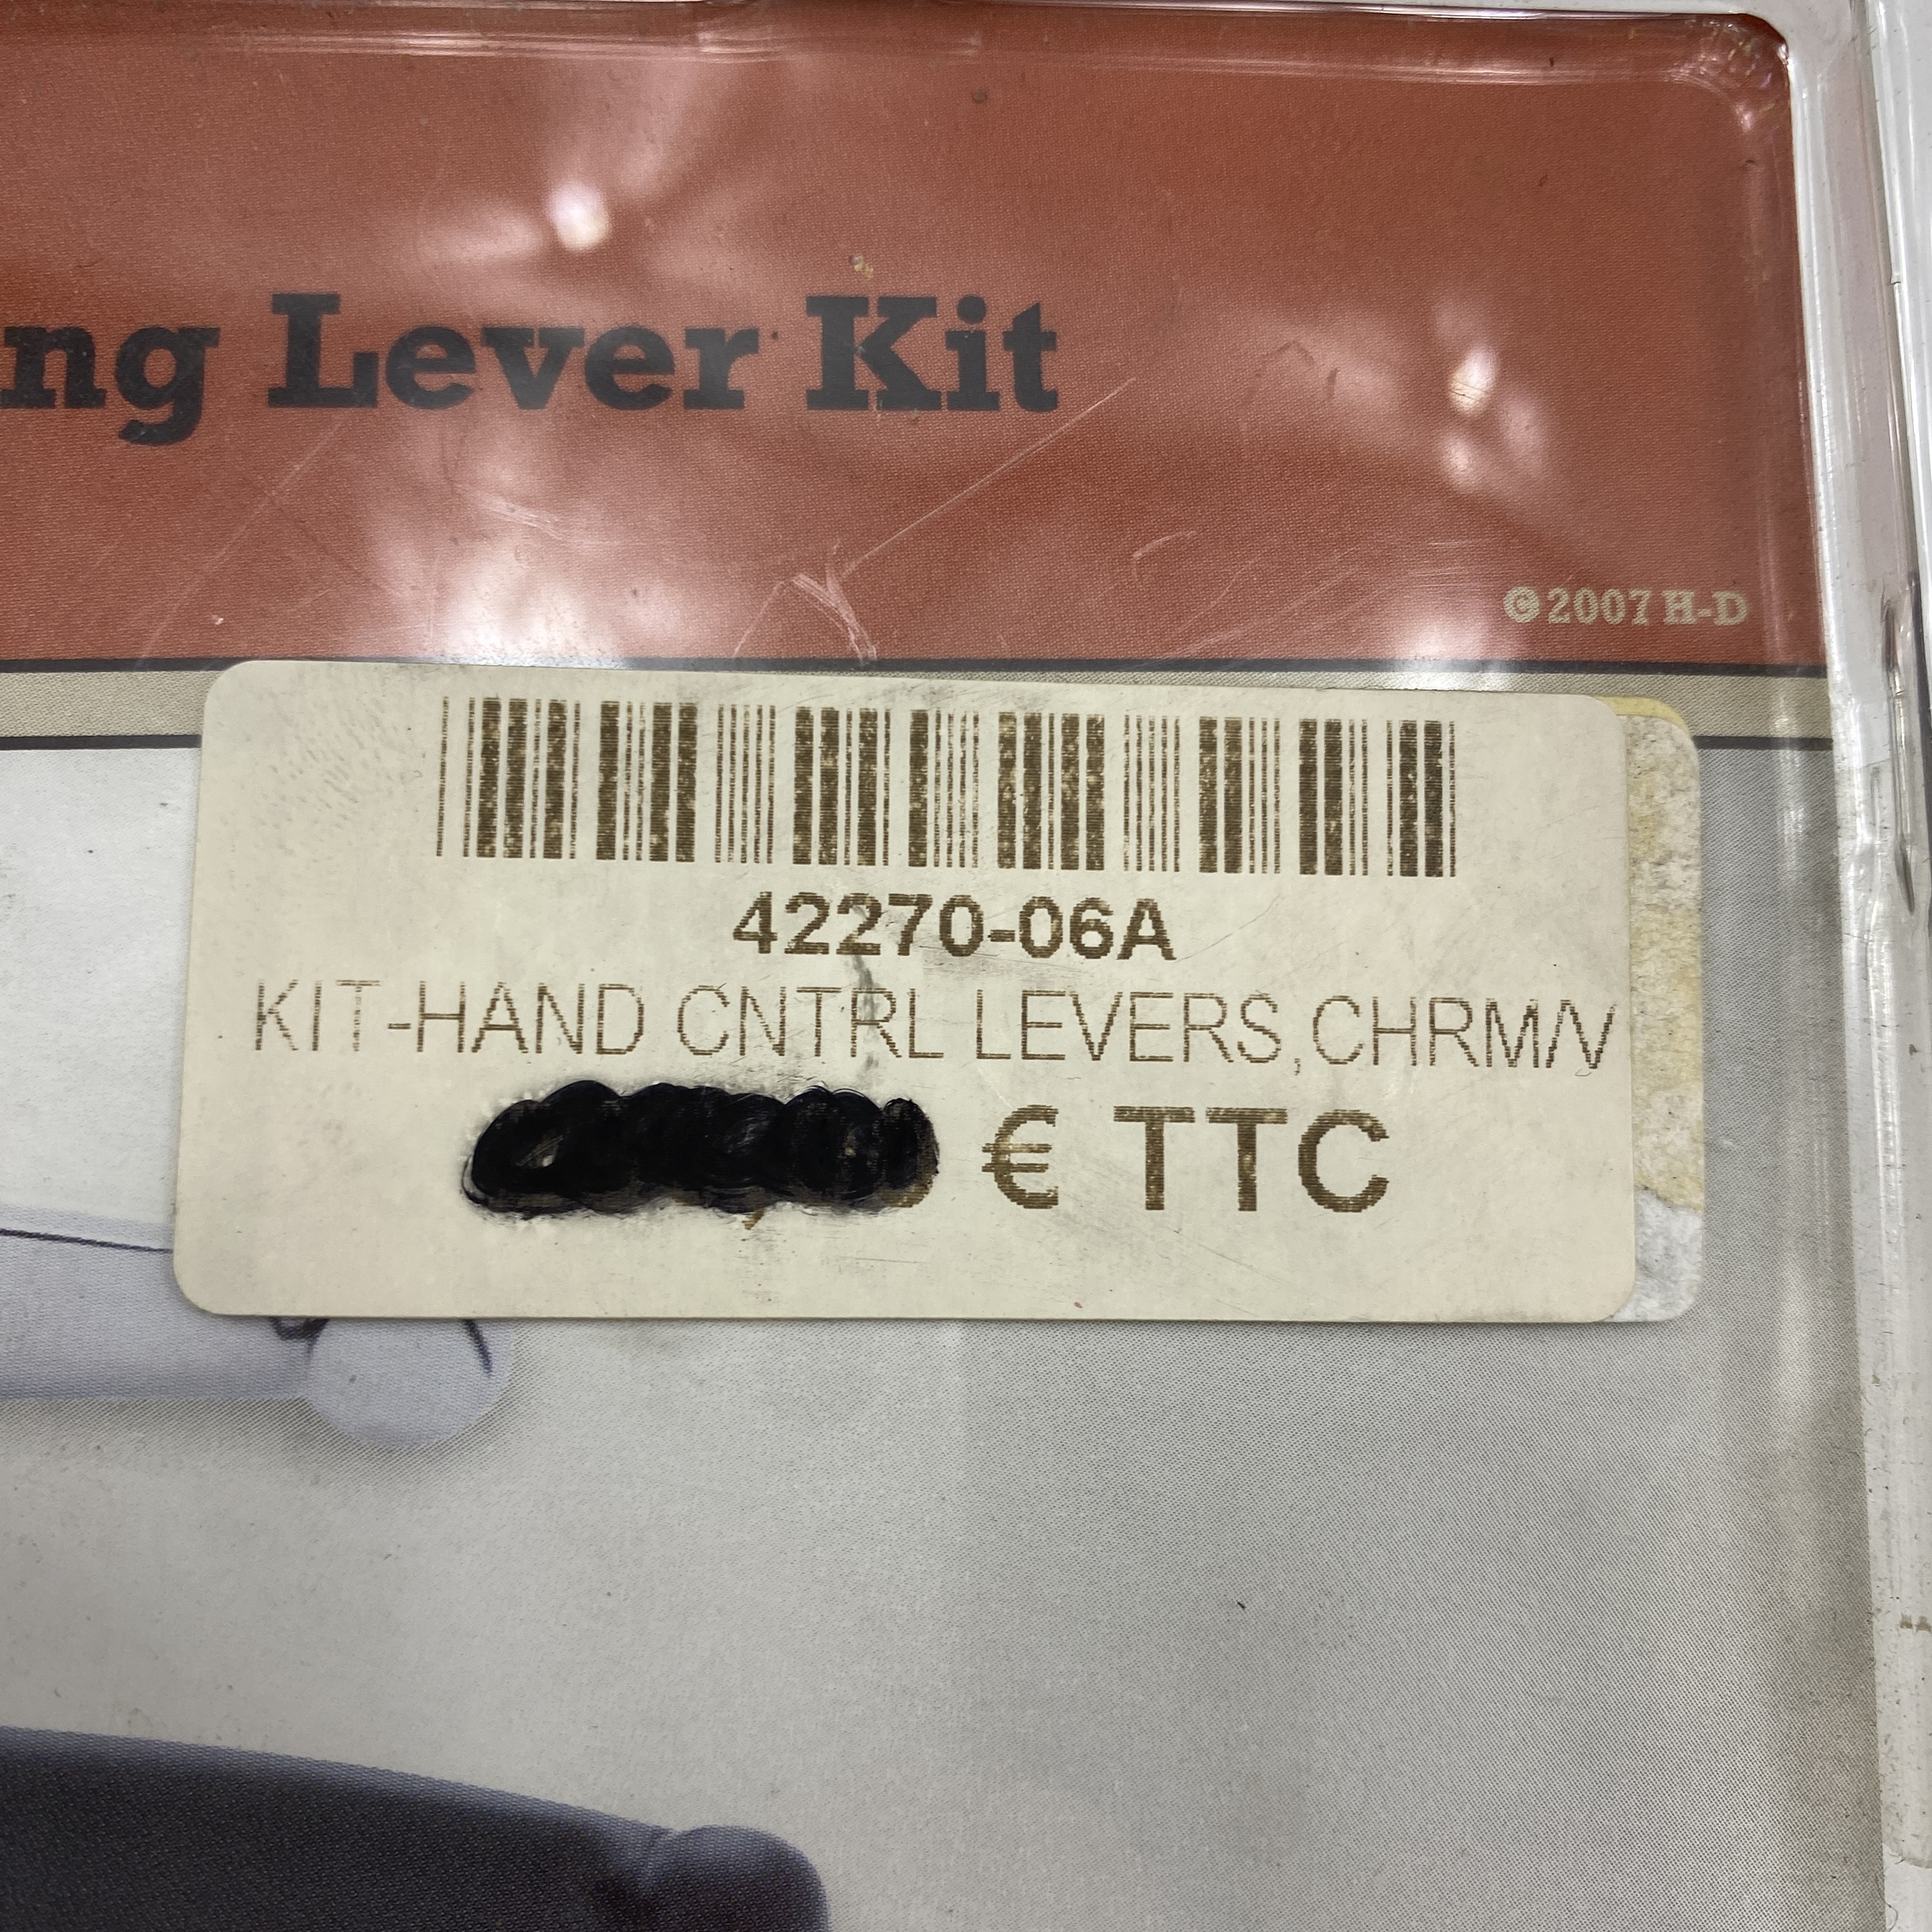 ng Lever Kit
©2007 H-D
42270-06A
KIT-HAND CNTRL LEVERS,CHRM/V
€ TTC